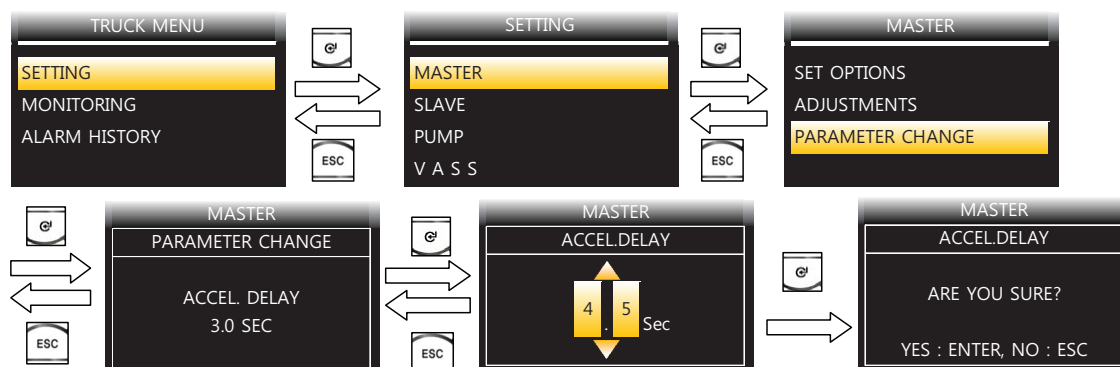 TRUCK MENU
SETTING
MONITORING
ALARM HISTORY
ESC
SETTING
MASTER
SLAVE
PUMP
V A S S
ESC
MASTER
SET OPTIONS
ADJUSTMENTS
PARAMETER CHANGE
ESC
MASTER
PARAMETER CHANGE
ACCEL. DELAY
3.0 SEC
ESC
MASTER
ACCEL.DELAY
4 . 5 Sec
MASTER
ACCEL.DELAY
ARE YOU SURE?
YES : ENTER, NO : ESC